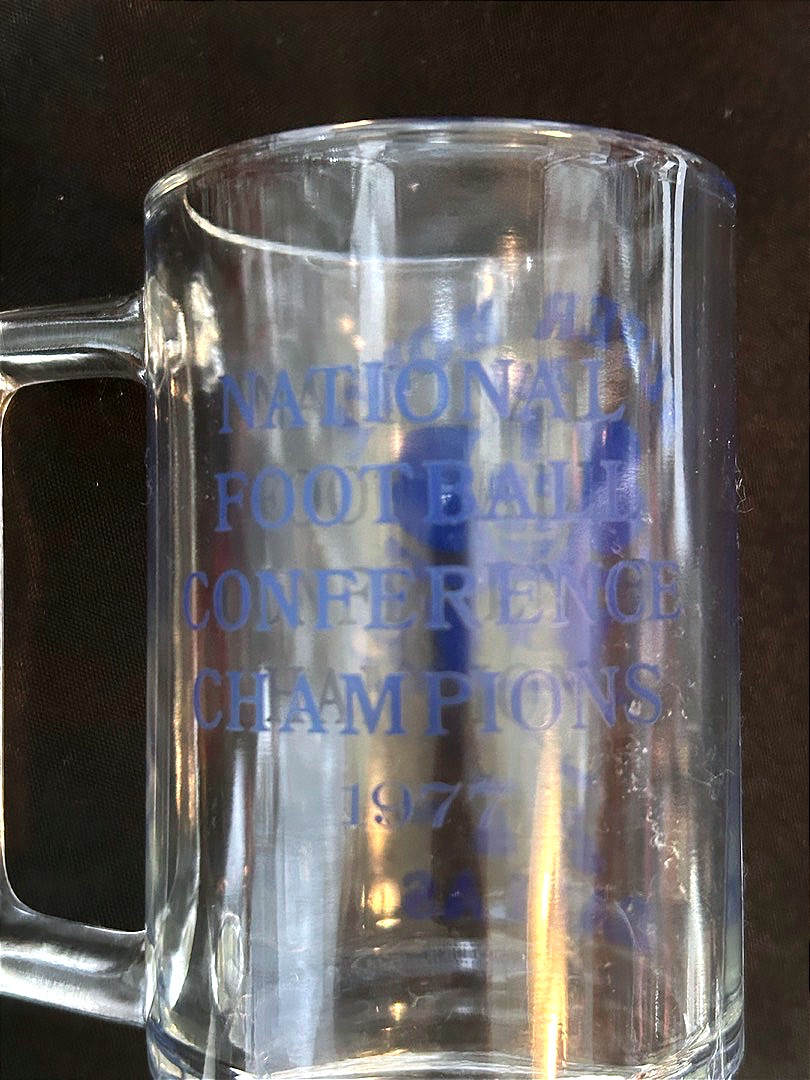 NATIONAL
FOOTBALL
CONFERENCE
CHAMPIONS
1977